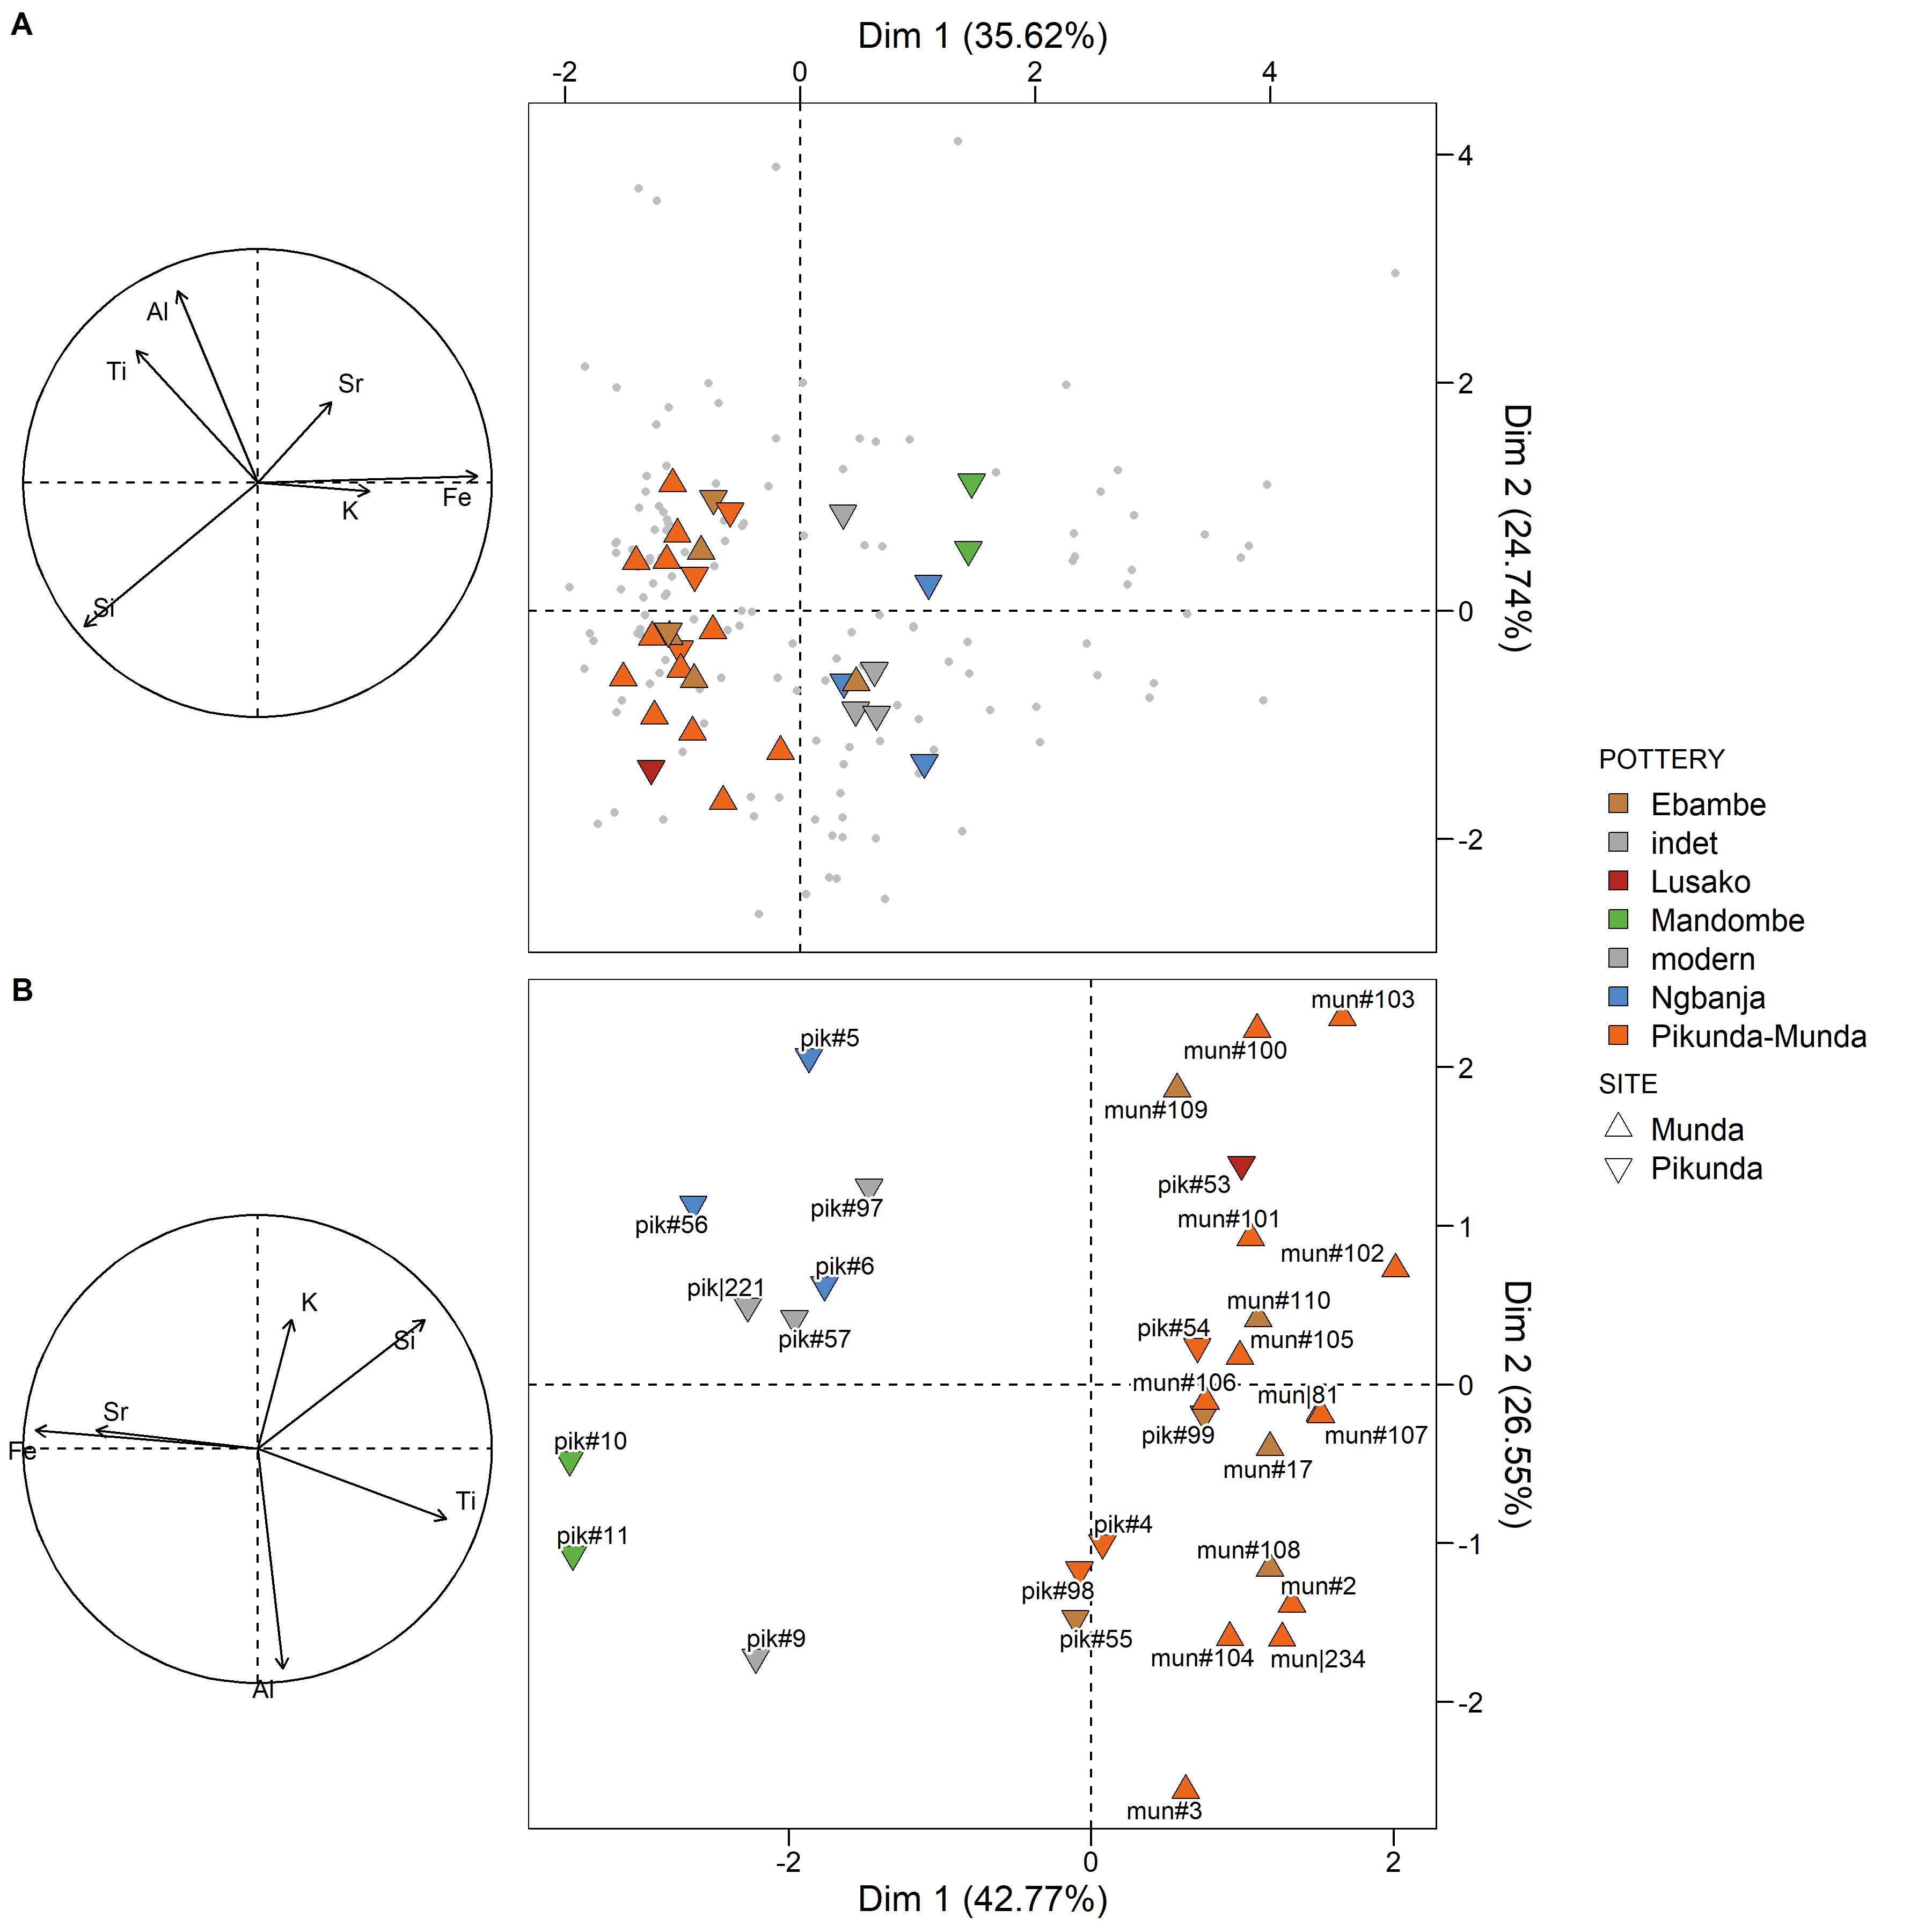 A
Dim 1 (35.62%)
-2 0 2 4
4
2
0
-2
Dim 2 (24.74%)
Al
Ti
Sr
Fe
K
Si
POTTERY
Ebambe
indet
Lusako
Mandombe
modern
Ngbanja
Pikunda-Munda
SITE
Munda
Pikunda
B
mun#103
pik#5
mun#100
mun#109
pik#53
pik#97
pik#56
mun#101
mun#102
pik#6
pik|221
mun#110
pik#54
pik#57
mun#105
mun#106
mun|81
pik#99
mun#107
pik#10
mun#17
pik#4
pik#11
mun#108
mun#2
pik#98
pik#9
pik#55
mun#104
mun|234
mun#3
2
1
0
-1
-2
Dim 2 (26.55%)
K
Si
Sr
Fe
Ti
Al
-2 0 2
Dim 1 (42.77%)